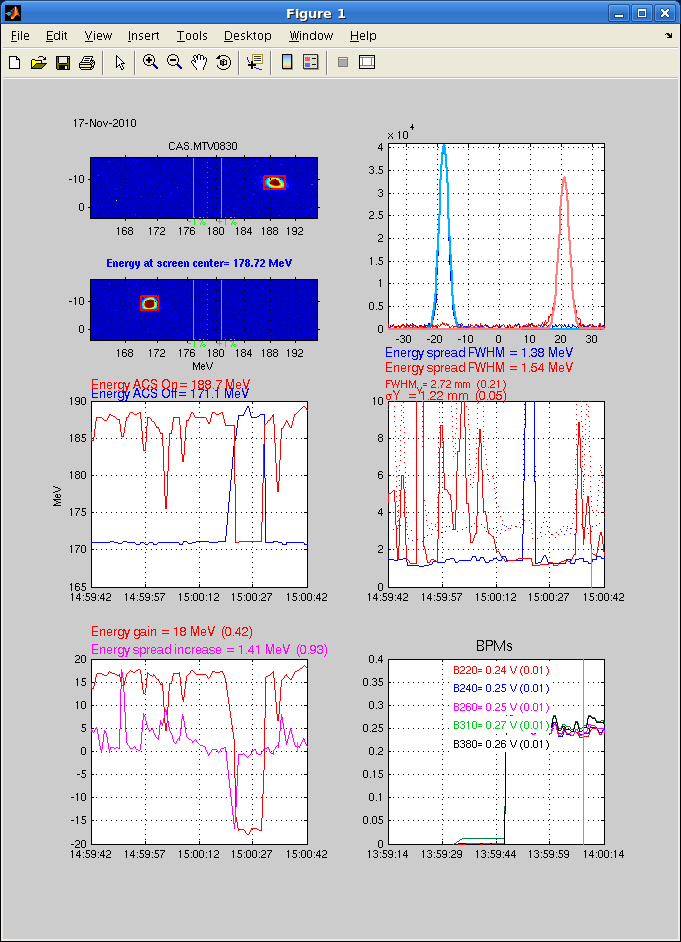 Figure 1
File Edit View Insert Tools Desktop Window Help
17-Nov-2010
CAS.MTV0830
-10
0
168 172 176 180 184 188 192
Energy at screen center= 178.72 MeV
-10
0
168 172 176 180 184 188 192
MeV
x 10^4
4
3.5
3
2.5
2
1.5
1
0.5
0
-30 -20 -10 0 10 20 30
Energy spread FWHM = 1.38 MeV
Energy spread FWHM = 1.54 MeV
Energy ACS On= 188.7 MeV
Energy ACS Off= 171.1 MeV
190
185
180
175
170
165
MeV
14:59:42 14:59:57 15:00:12 15:00:27 15:00:42
FWHM_Y = 2.72 mm (0.21)
σY = 1.22 mm (0.05)
10
8
6
4
2
0
14:59:42 14:59:57 15:00:12 15:00:27 15:00:42
Energy gain = 18 MeV (0.42)
Energy spread increase = 1.41 MeV (0.93)
20
15
10
5
0
-5
-10
-15
-20
14:59:42 14:59:57 15:00:12 15:00:27 15:00:42
BPMs
0.4
0.35
0.3
0.25
0.2
0.15
0.1
0.05
0
B220= 0.24 V (0.01)
B240= 0.25 V (0.01)
B260= 0.25 V (0.01)
B310= 0.27 V (0.01)
B380= 0.26 V (0.01)
13:59:14 13:59:29 13:59:44 13:59:59 14:00:14